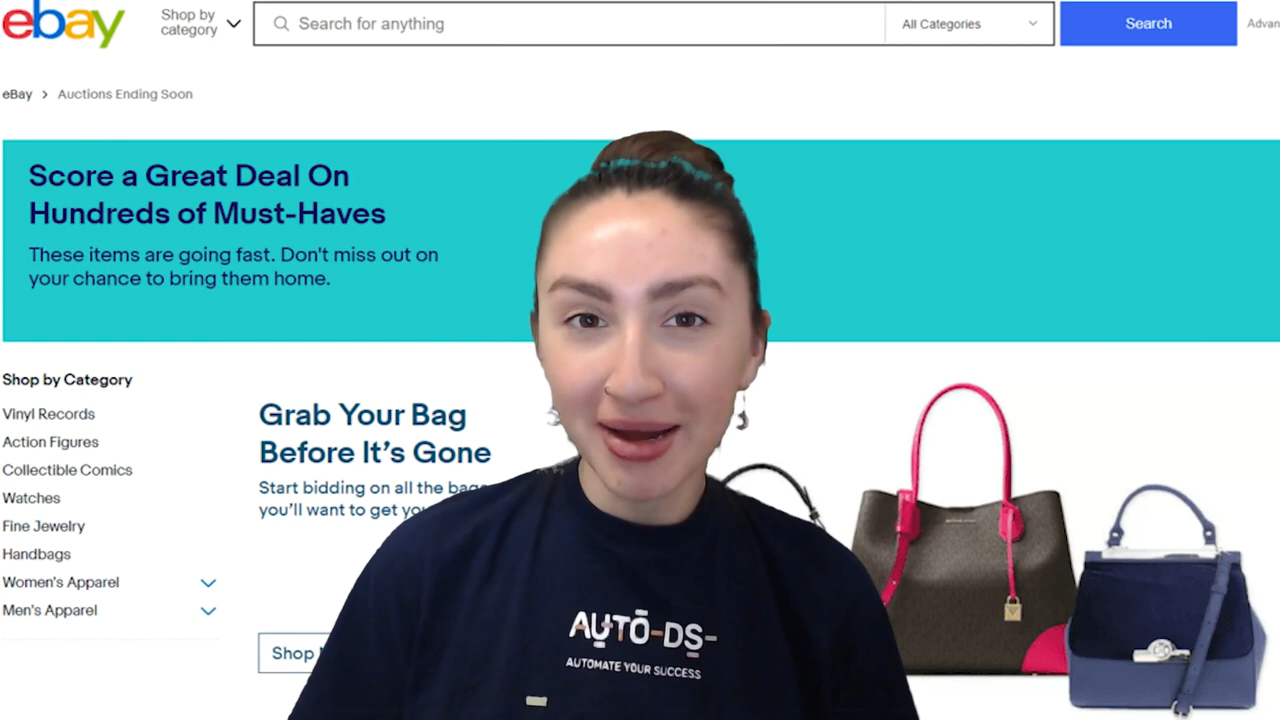 ebay
Shop by
category
Search for anything
All Categories
Search
eBay > Auctions Ending Soon
Score a Great Deal On
Hundreds of Must-Haves
These items are going fast. Don't miss out on
your chance to bring them home.
Shop by Category
Vinyl Records
Action Figures
Collectible Comics
Watches
Fine Jewelry
Handbags
Women's Apparel
Men's Apparel
Grab Your Bag
Before It's Gone
Start bidding on all the bags
you'll want to get
Shop
AUTO-DS-
AUTOMATE YOUR SUCCESS